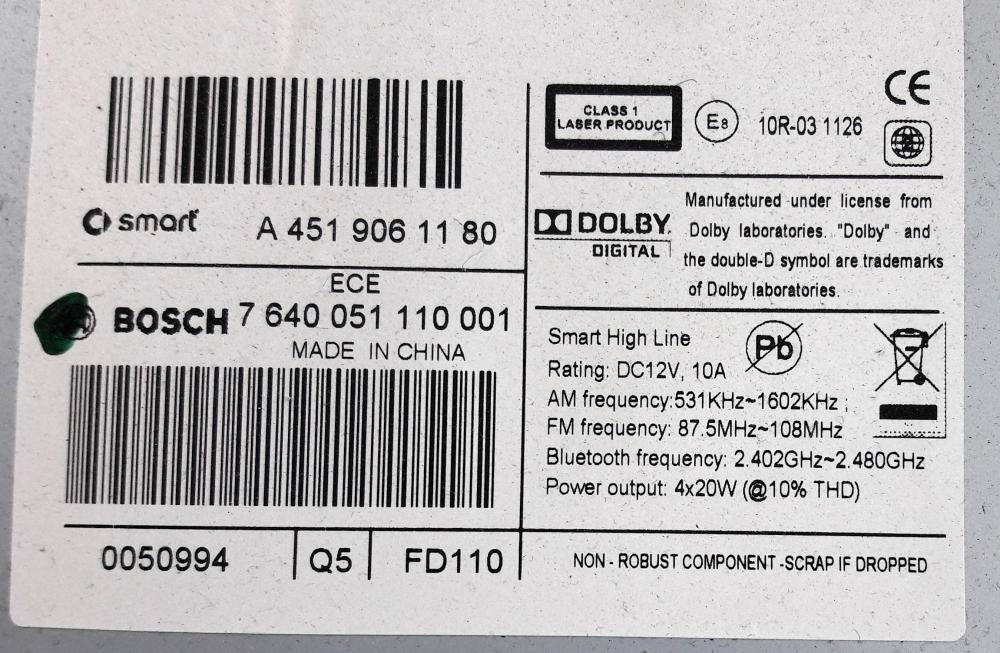 smart A 451 906 11 80
ECE
BOSCH 7 640 051 110 001
MADE IN CHINA
0050994 Q5 FD110
CE
CLASS 1
LASER PRODUCT
E8 10R-03 1126
DOLBY
DIGITAL
Manufactured under license from
Dolby laboratories. "Dolby" and
the double-D symbol are trademarks
of Dolby laboratories.
Smart High Line
Pb
Rating: DC12V, 10A
AM frequency:531KHz~1602KHz ;
FM frequency: 87.5MHz~108MHz
Bluetooth frequency: 2.402GHz~2.480GHz
Power output: 4x20W (@10% THD)
NON - ROBUST COMPONENT -SCRAP IF DROPPED